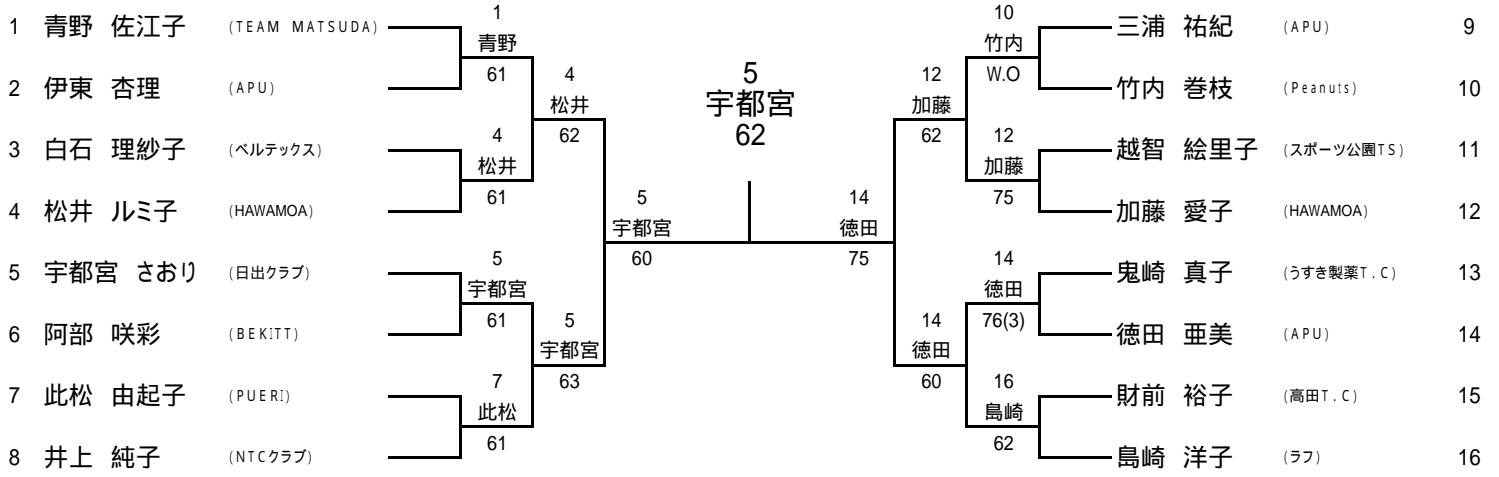 1 青野 佐江子 (TEAM MATSUDA)
2 伊東 杏理 (APU)
3 白石 理紗子 (ベルテックス)
4 松井 ルミ子 (HAWAMOA)
5 宇都宮 さおり (日出クラブ)
6 阿部 咲彩 (BEKITT)
7 此松 由起子 (PUERI)
8 井上 純子 (NTCクラブ)
1
青野
61
4
松井
61
5
宇都宮
61
7
此松
61
4
松井
62
5
宇都宮
63
5
宇都宮
60
5
宇都宮
62
14
徳田
75
12
加藤
62
14
徳田
60
10
竹内
W.O
12
加藤
75
14
徳田
76(3)
16
島崎
62
三浦 祐紀 (APU) 9
竹内 巻枝 (Peanuts) 10
越智 絵里子 (スポーツ公園TS) 11
加藤 愛子 (HAWAMOA) 12
鬼崎 真子 (うすき製薬T.C) 13
徳田 亜美 (APU) 14
財前 裕子 (高田T.C) 15
島崎 洋子 (ラフ) 16